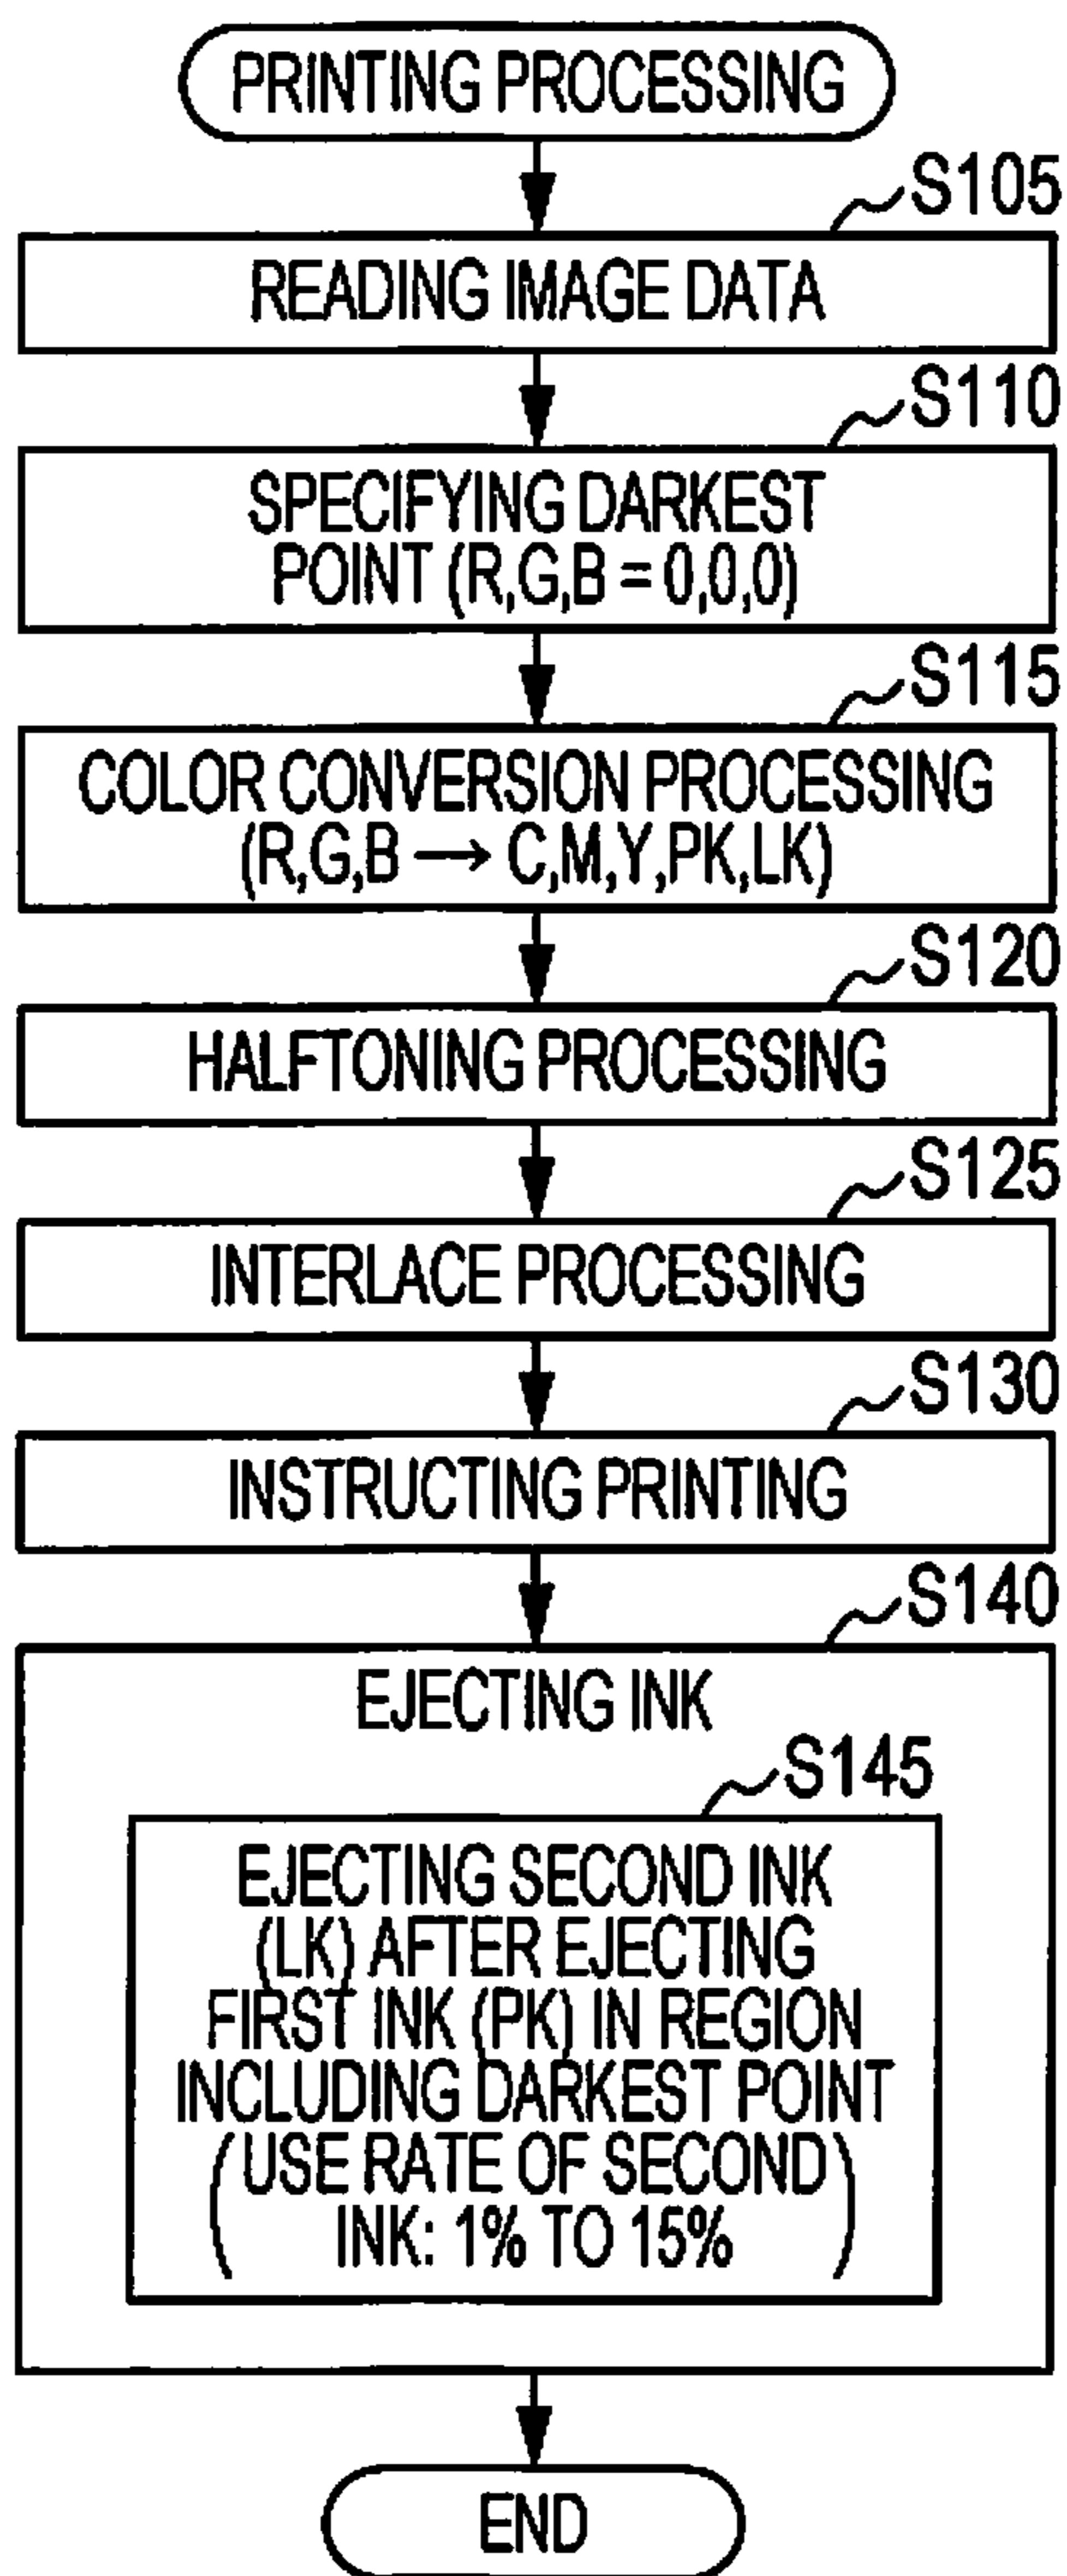 PRINTING PROCESSING
S105
READING IMAGE DATA
S110
SPECIFYING DARKEST
POINT (R,G,B = 0,0,0)
S115
COLOR CONVERSION PROCESSING
(R,G,B → C,M,Y,PK,LK)
S120
HALFTONING PROCESSING
S125
INTERLACE PROCESSING
S130
INSTRUCTING PRINTING
S140
EJECTING INK
S145
EJECTING SECOND INK
(LK) AFTER EJECTING
FIRST INK (PK) IN REGION
INCLUDING DARKEST POINT
(USE RATE OF SECOND
INK: 1% TO 15%)
END